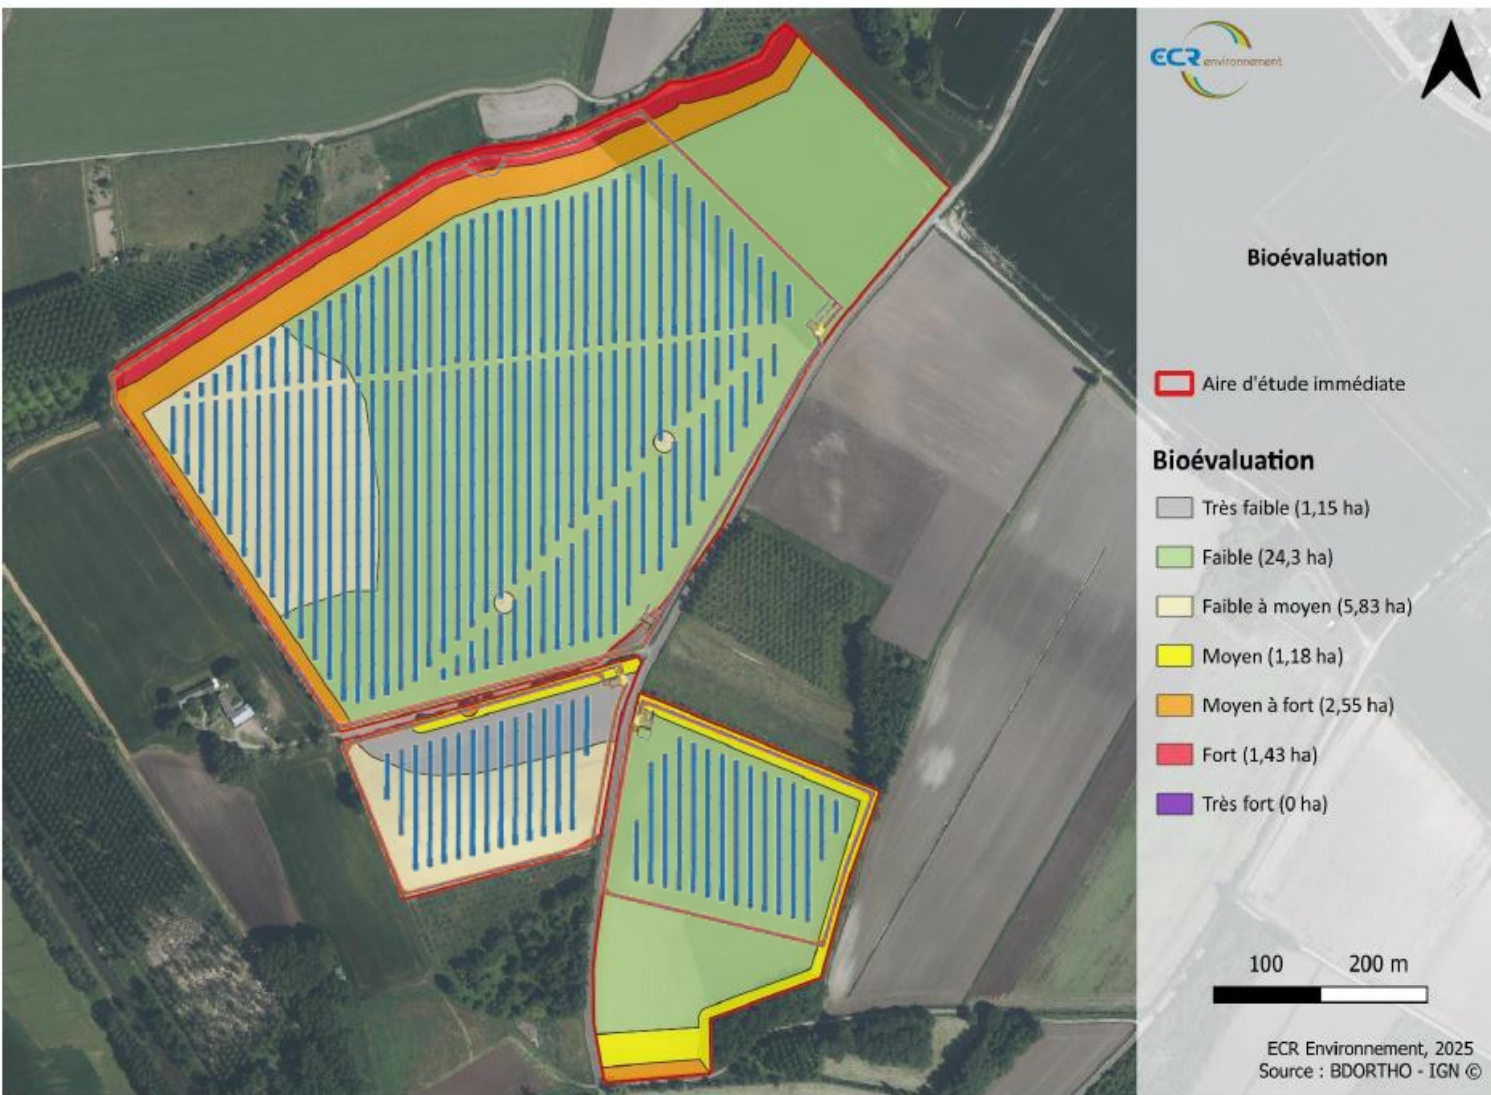 ECR environnement
Bioévaluation
Aire d'étude immédiate
Bioévaluation
Très faible (1,15 ha)
Faible (24,3 ha)
Faible à moyen (5,83 ha)
Moyen (1,18 ha)
Moyen à fort (2,55 ha)
Fort (1,43 ha)
Très fort (0 ha)
100 200 m
ECR Environnement, 2025
Source : BDORTHO - IGN ©